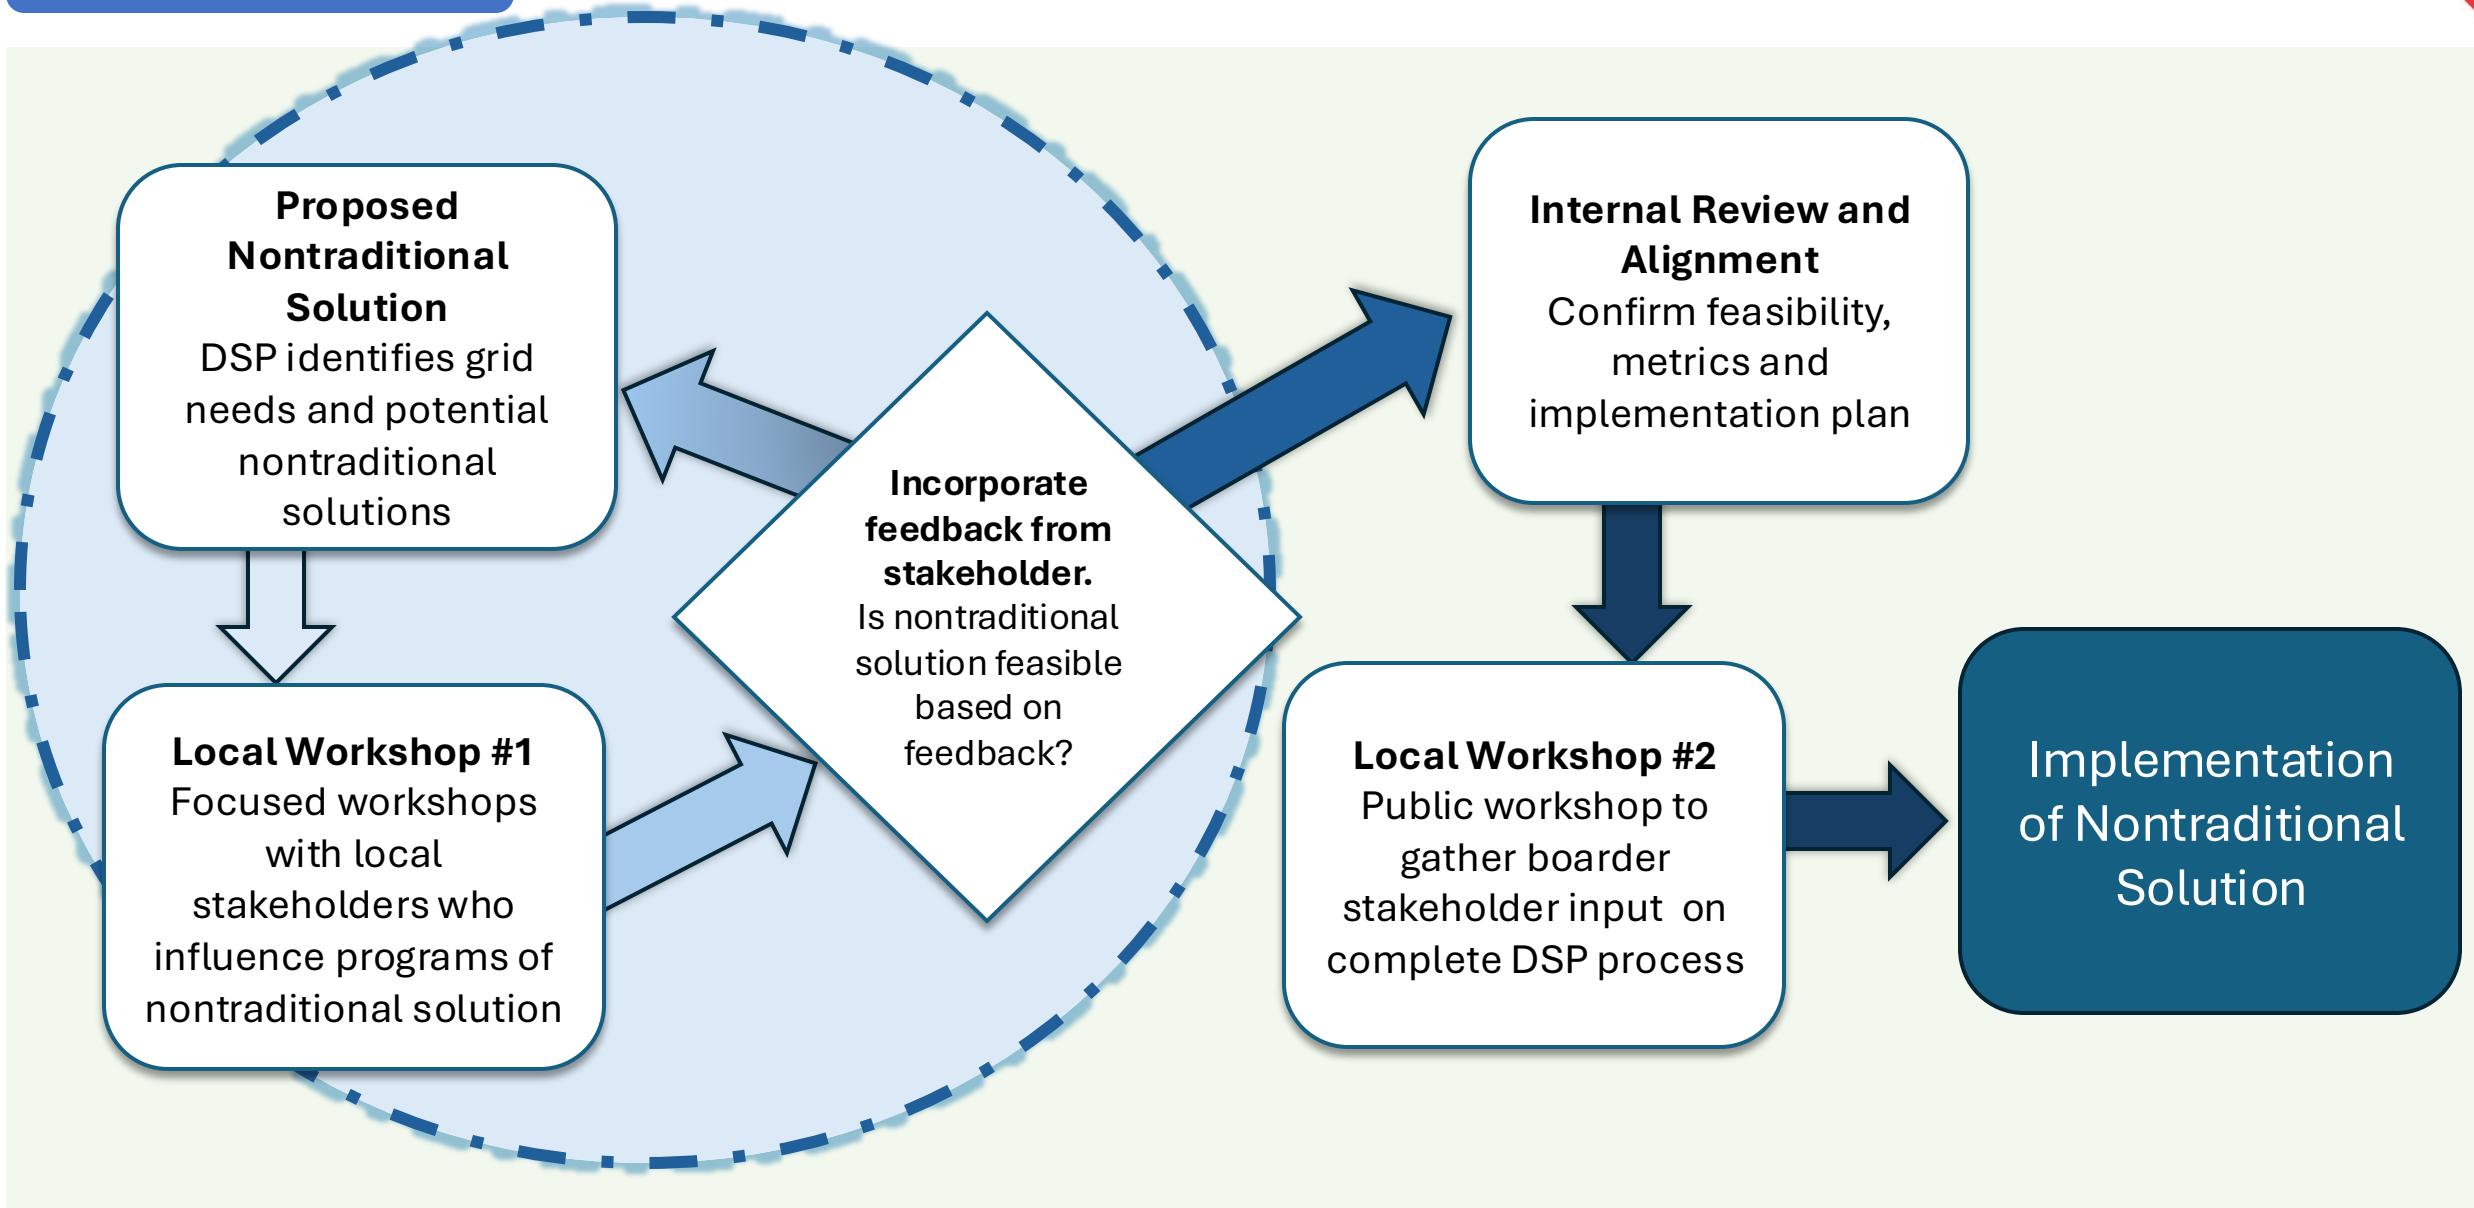 Proposed
Nontraditional
Solution
DSP identifies grid
needs and potential
nontraditional
solutions
Local Workshop #1
Focused workshops
with local
stakeholders who
influence programs of
nontraditional solution
Incorporate
feedback from
stakeholder.
Is nontraditional
solution feasible
based on
feedback?
Internal Review and
Alignment
Confirm feasibility,
metrics and
implementation plan
Local Workshop #2
Public workshop to
gather boarder
stakeholder input on
complete DSP process
Implementation
of Nontraditional
Solution